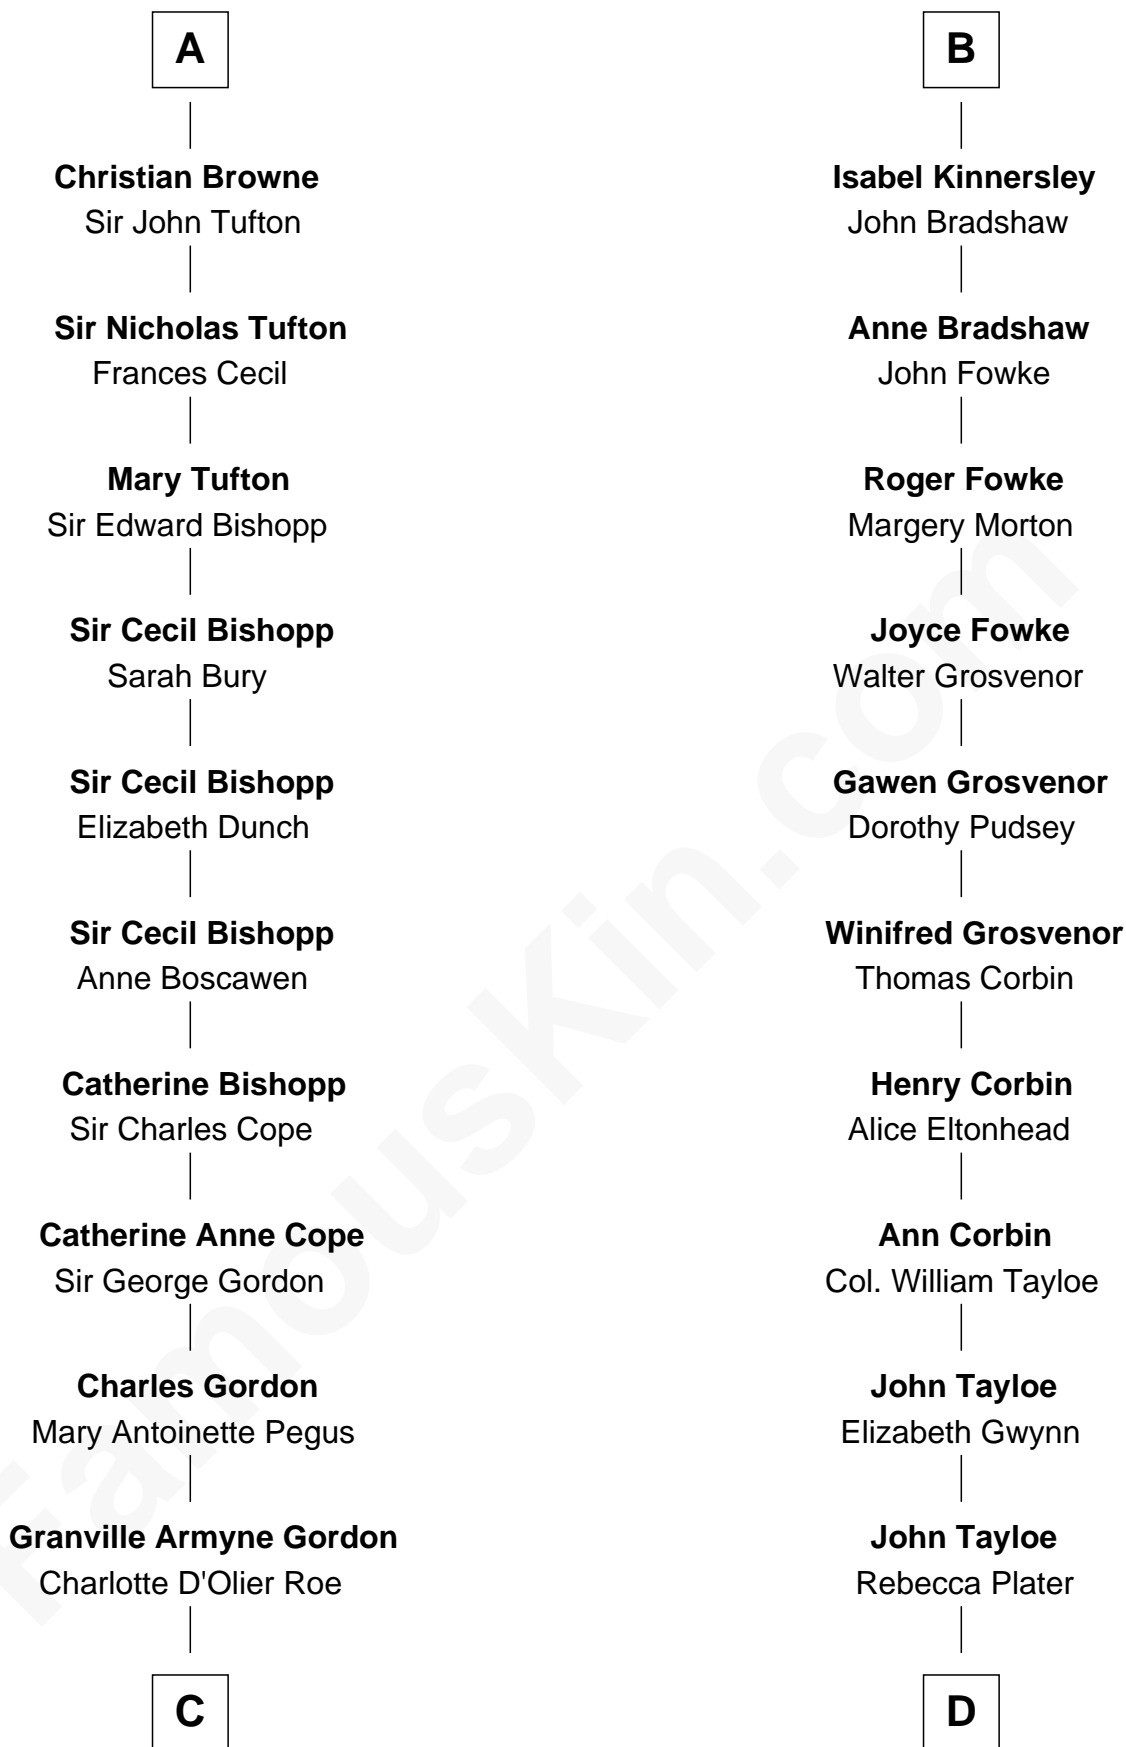 A
Christian Browne
Sir John Tufton
Sir Nicholas Tufton
Frances Cecil
Mary Tufton
Sir Edward Bishopp
Sir Cecil Bishopp
Sarah Bury
Sir Cecil Bishopp
Elizabeth Dunch
Sir Cecil Bishopp
Anne Boscawen
Catherine Bishopp
Sir Charles Cope
Catherine Anne Cope
Sir George Gordon
Charles Gordon
Mary Antoinette Pegus
Granville Armyne Gordon
Charlotte D'Olier Roe
C
B
Isabel Kinnersley
John Bradshaw
Anne Bradshaw
John Fowke
Roger Fowke
Margery Morton
Joyce Fowke
Walter Grosvenor
Gawen Grosvenor
Dorothy Pudsey
Winifred Grosvenor
Thomas Corbin
Henry Corbin
Alice Eltonhead
Ann Corbin
Col. William Tayloe
John Tayloe
Elizabeth Gwynn
John Tayloe
Rebecca Plater
D
FamousKin.com